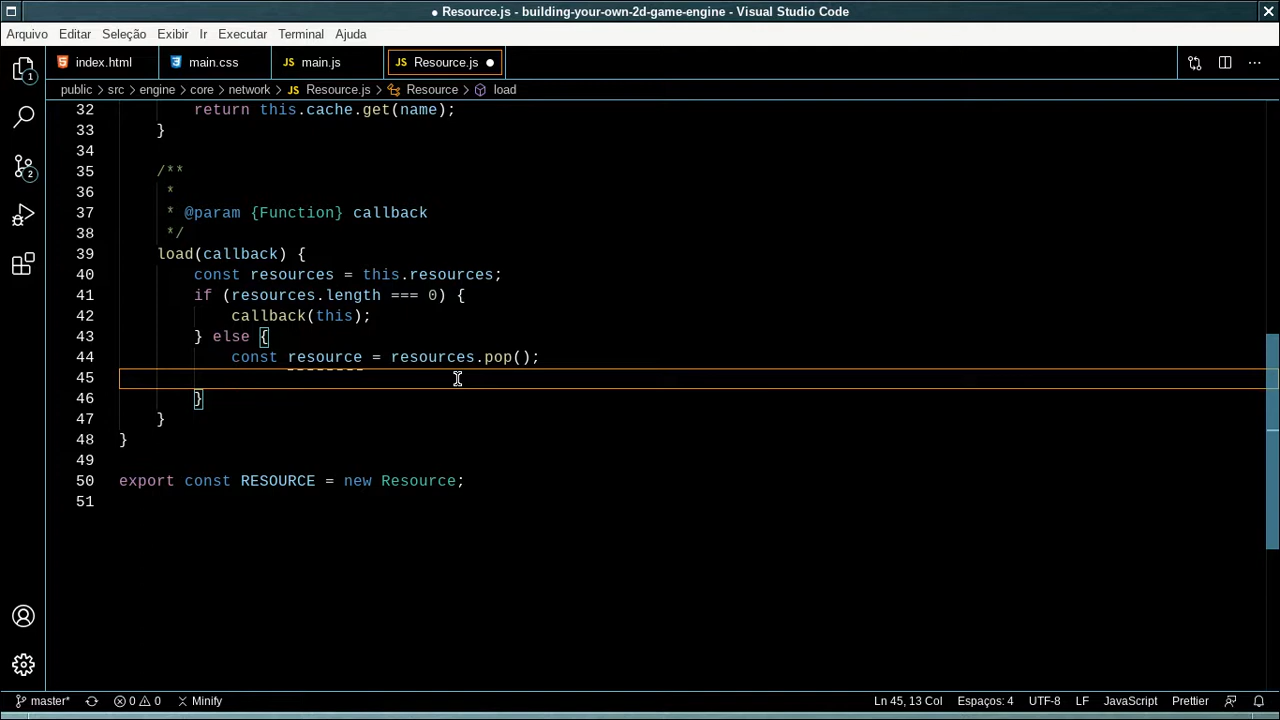 ● Resource.js - building-your-own-2d-game-engine - Visual Studio Code
Arquivo Editar Seleção Exibir Ir Executar Terminal Ajuda
index.html main.css JS main.js JS Resource.js ●
public > src > engine > core > network > JS Resource.js > Resource > load
32 return this.cache.get(name);
33 }
34
35 /**
36 *
37 * @param {Function} callback
38 */
39 load(callback) {
40 const resources = this.resources;
41 if (resources.length === 0) {
42 callback(this);
43 } else {
44 const resource = resources.pop();
45
46 }
47 }
48 }
49
50 export const RESOURCE = new Resource;
51
1
2
master* 0 0 Minify Ln 45, 13 Col Espaços: 4 UTF-8 LF JavaScript Prettier